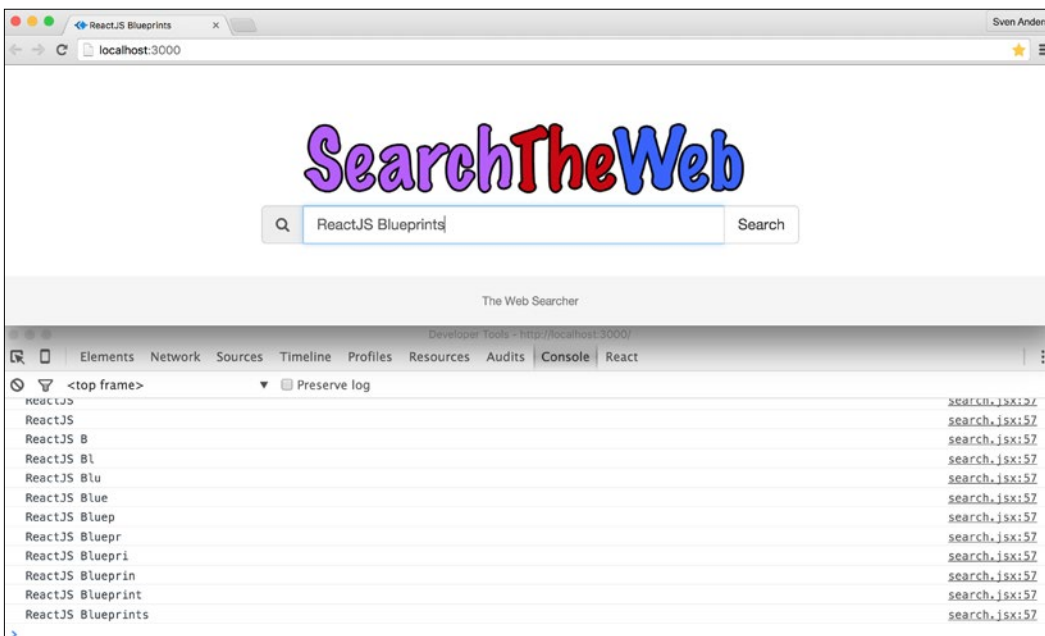 ReactJS Blueprints
Sven Ander
localhost:3000
SearchTheWeb
ReactJS Blueprints Search
The Web Searcher
Developer Tools - http://localhost:3000/
Elements Network Sources Timeline Profiles Resources Audits Console React
<top frame> Preserve log
ReactJS search.jsx:57
ReactJS search.jsx:57
ReactJS B search.jsx:57
ReactJS Bl search.jsx:57
ReactJS Blu search.jsx:57
ReactJS Blue search.jsx:57
ReactJS Bluep search.jsx:57
ReactJS Bluepr search.jsx:57
ReactJS Bluepri search.jsx:57
ReactJS Blueprin search.jsx:57
ReactJS Blueprint search.jsx:57
ReactJS Blueprints search.jsx:57